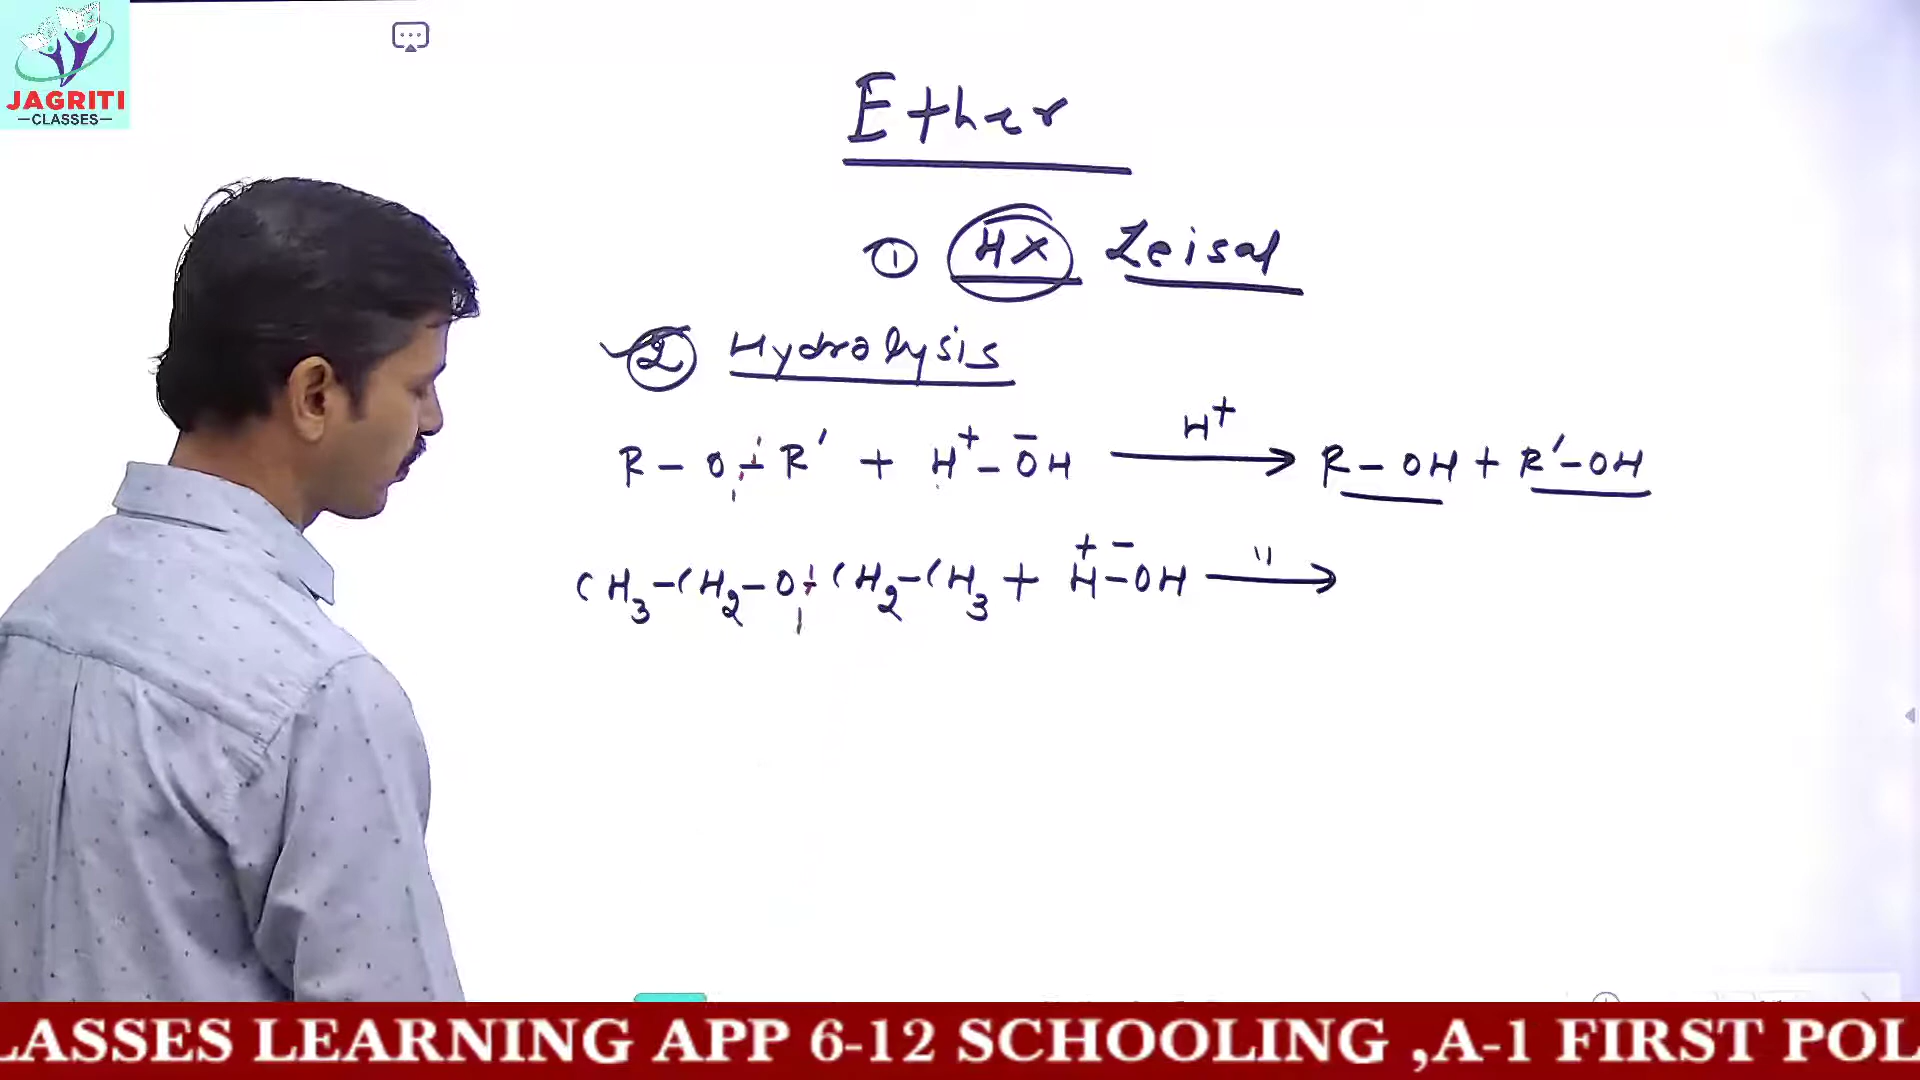 JAGRITI
—CLASSES—
Ether
① HX Zeisal
② Hydrolysis
R-O-R' + H⁺-ŌH —H⁺→ R-OH + R'-OH
CH₃-CH₂-O-CH₂-CH₃ + H⁺-⁻OH —"→
LASSES LEARNING APP 6-12 SCHOOLING ,A-1 FIRST POL